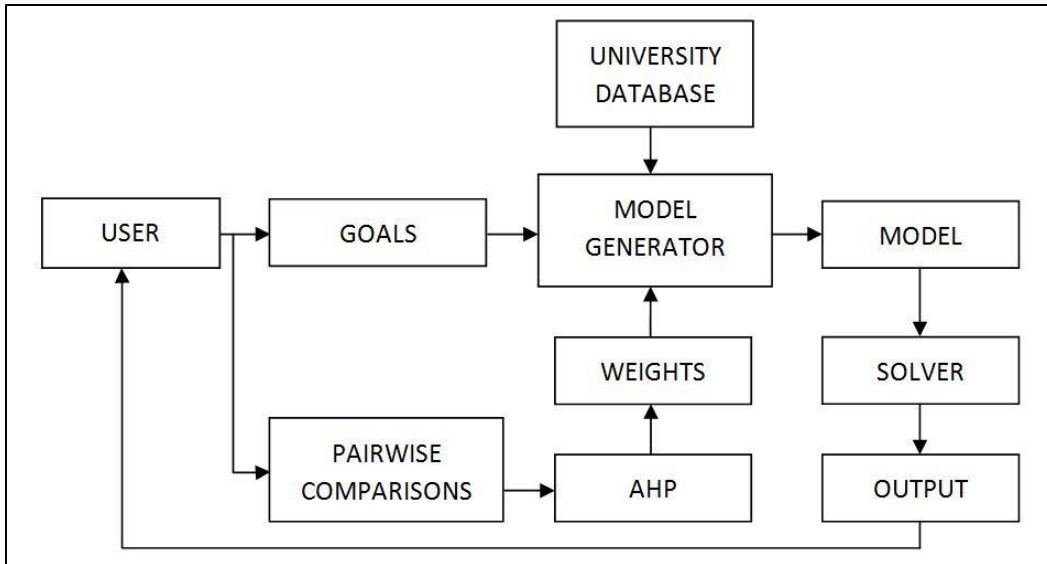 UNIVERSITY
DATABASE
USER
GOALS
MODEL
GENERATOR
MODEL
WEIGHTS
SOLVER
PAIRWISE
COMPARISONS
AHP
OUTPUT